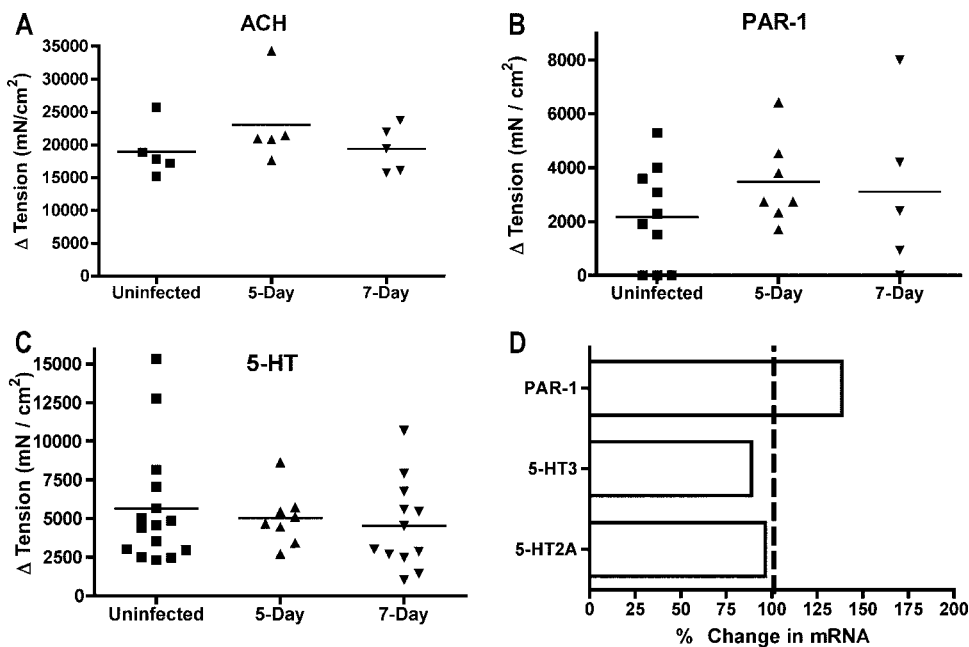 A
ACH
Δ Tension (mN/cm²)
35000
30000
25000
20000
15000
10000
5000
0
Uninfected
5-Day
7-Day
B
PAR-1
Δ Tension (mN / cm²)
8000
6000
4000
2000
0
Uninfected
5-Day
7-Day
C
5-HT
Δ Tension (mN / cm²)
15000
12500
10000
7500
5000
2500
0
Uninfected
5-Day
7-Day
D
PAR-1
5-HT3
5-HT2A
0 25 50 75 100 125 150 175 200
% Change in mRNA